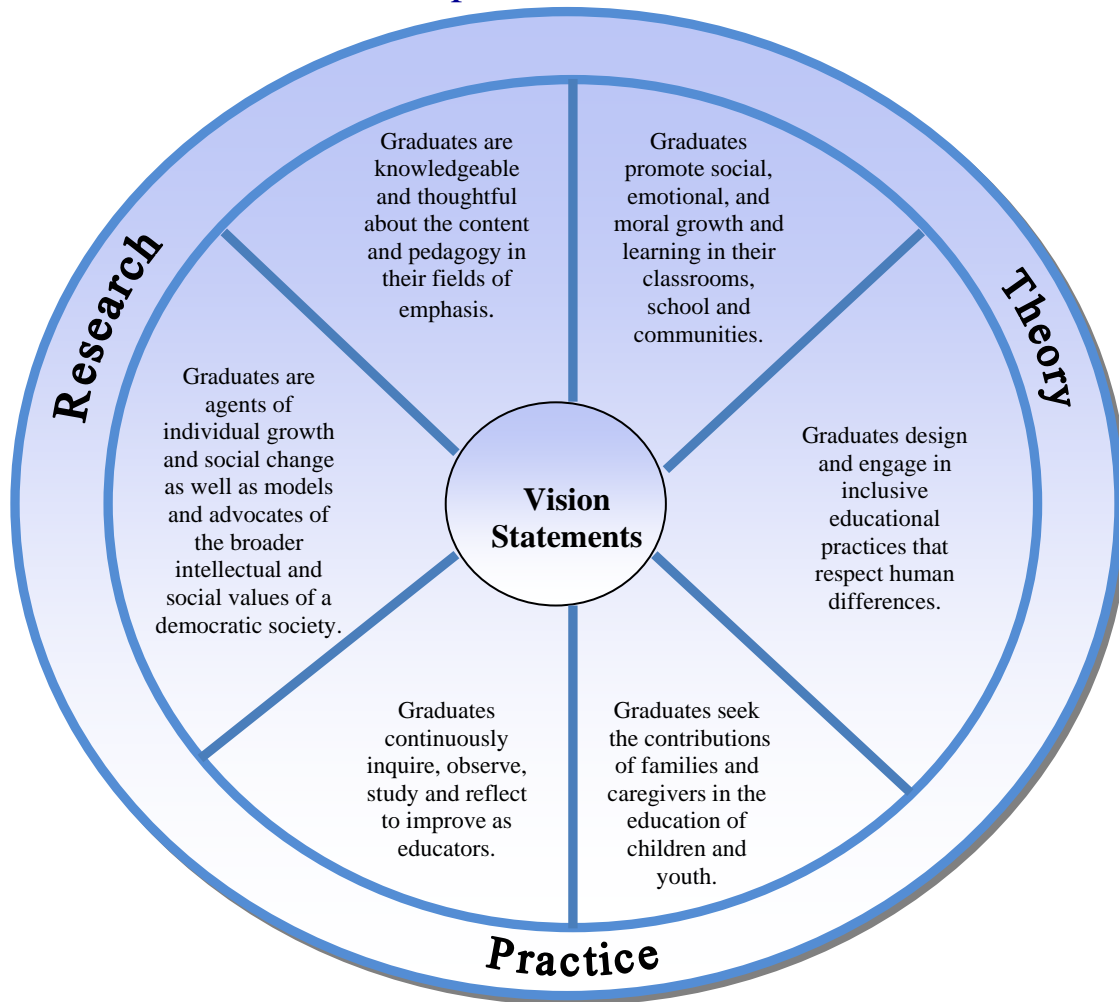 Graduates are
knowledgeable
and thoughtful
about the content
and pedagogy in
their fields of
emphasis.
Graduates
promote social,
emotional, and
moral growth and
learning in their
classrooms,
school and
communities.
Research
Theory
Graduates are
agents of
individual growth
and social change
as well as models
and advocates of
the broader
intellectual and
social values of a
democratic society.
Vision
Statements
Graduates design
and engage in
inclusive
educational
practices that
respect human
differences.
Graduates
continuously
inquire, observe,
study and reflect
to improve as
educators.
Graduates seek
the contributions
of families and
caregivers in the
education of
children and
youth.
Practice